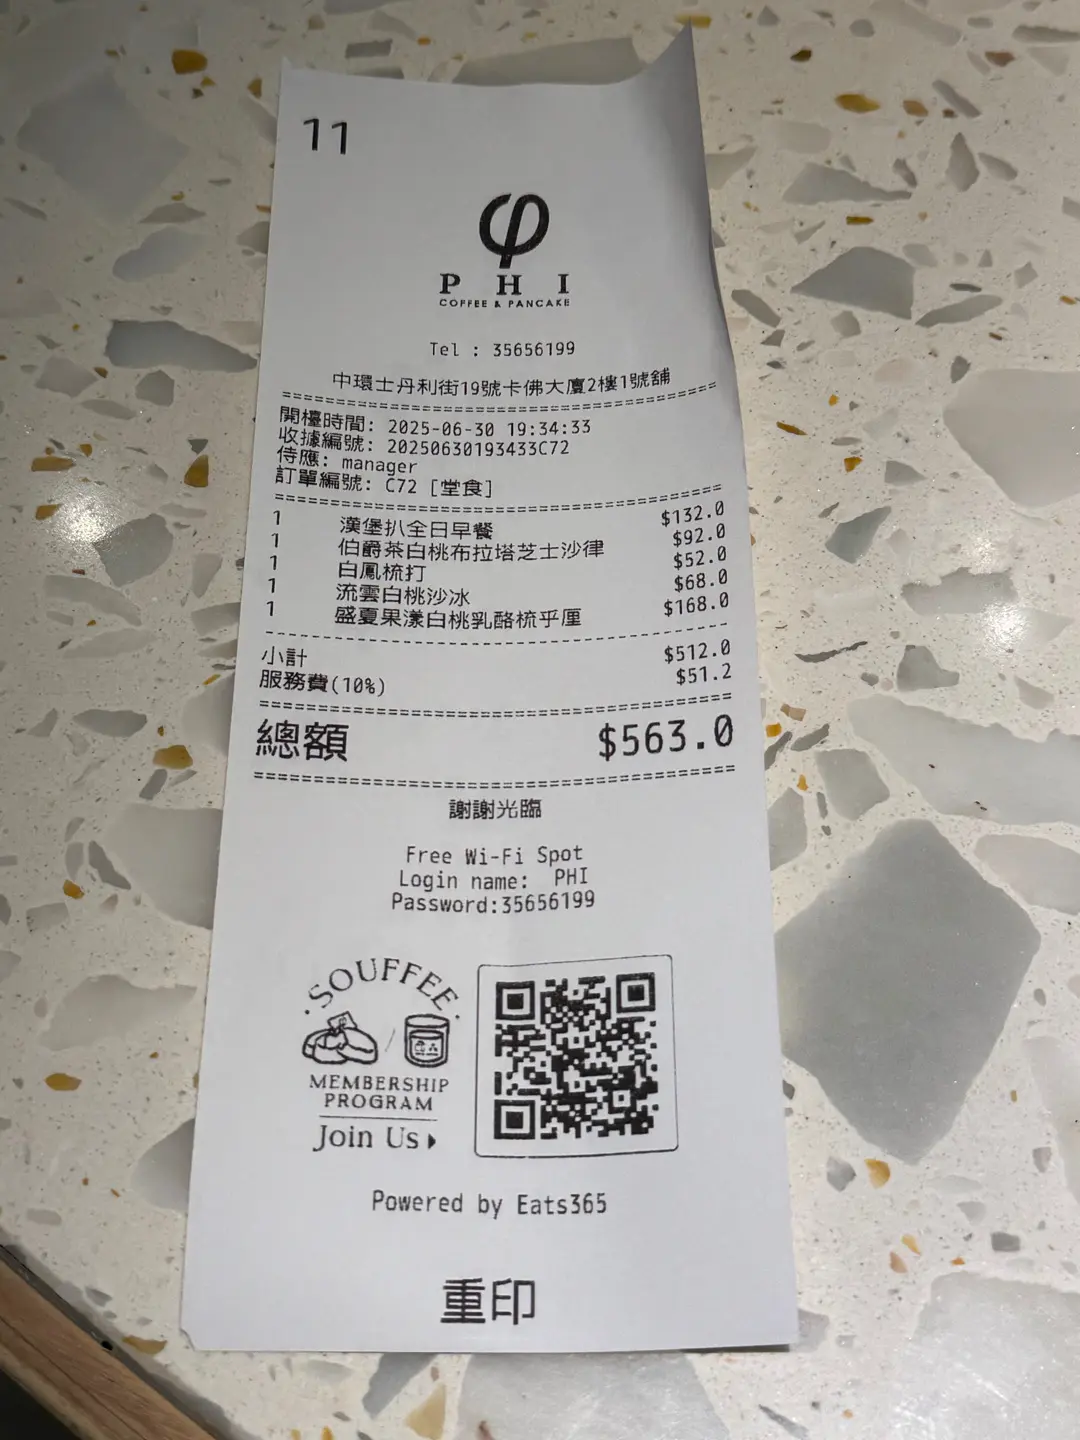 11
φ
PHI
COFFEE & PANCAKE
Tel : 35656199
中環士丹利街19號卡佛大廈2樓1號舖
開檯時間: 2025-06-30 19:34:33
收據編號: 20250630193433C72
侍應: manager
訂單編號: C72 [堂食]
1 漢堡扒全日早餐 $132.0
1 伯爵茶白桃布拉塔芝士沙律 $92.0
1 白鳳梳打 $52.0
1 流雲白桃沙冰 $68.0
1 盛夏果漾白桃乳酪梳乎厘 $168.0
小計 $512.0
服務費(10%) $51.2
總額 $563.0
謝謝光臨
Free Wi-Fi Spot
Login name: PHI
Password:35656199
·SOUFFEE·
MEMBERSHIP
PROGRAM
Join Us
Powered by Eats365
重印